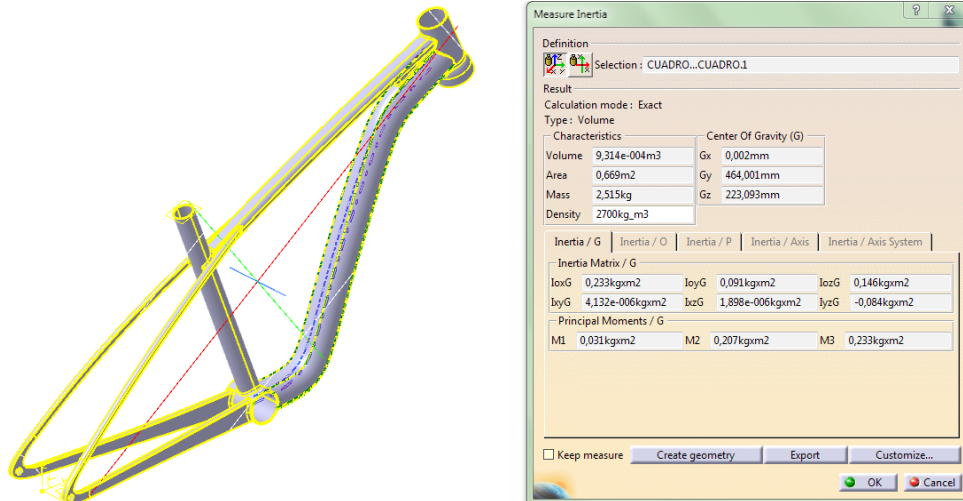 Measure Inertia
Definition
Selection : CUADRO...CUADRO.1
Result
Calculation mode : Exact
Type : Volume
Characteristics Center Of Gravity (G)
Volume 9,314e-004m3 Gx 0,002mm
Area 0,669m2 Gy 464,001mm
Mass 2,515kg Gz 223,093mm
Density 2700kg_m3
Inertia / G Inertia / O Inertia / P Inertia / Axis Inertia / Axis System
Inertia Matrix / G
IoxG 0,233kgxm2 IoyG 0,091kgxm2 IozG 0,146kgxm2
IxyG 4,132e-006kgxm2 IxzG 1,898e-006kgxm2 IyzG -0,084kgxm2
Principal Moments / G
M1 0,031kgxm2 M2 0,207kgxm2 M3 0,233kgxm2
Keep measure Create geometry Export Customize...
OK Cancel